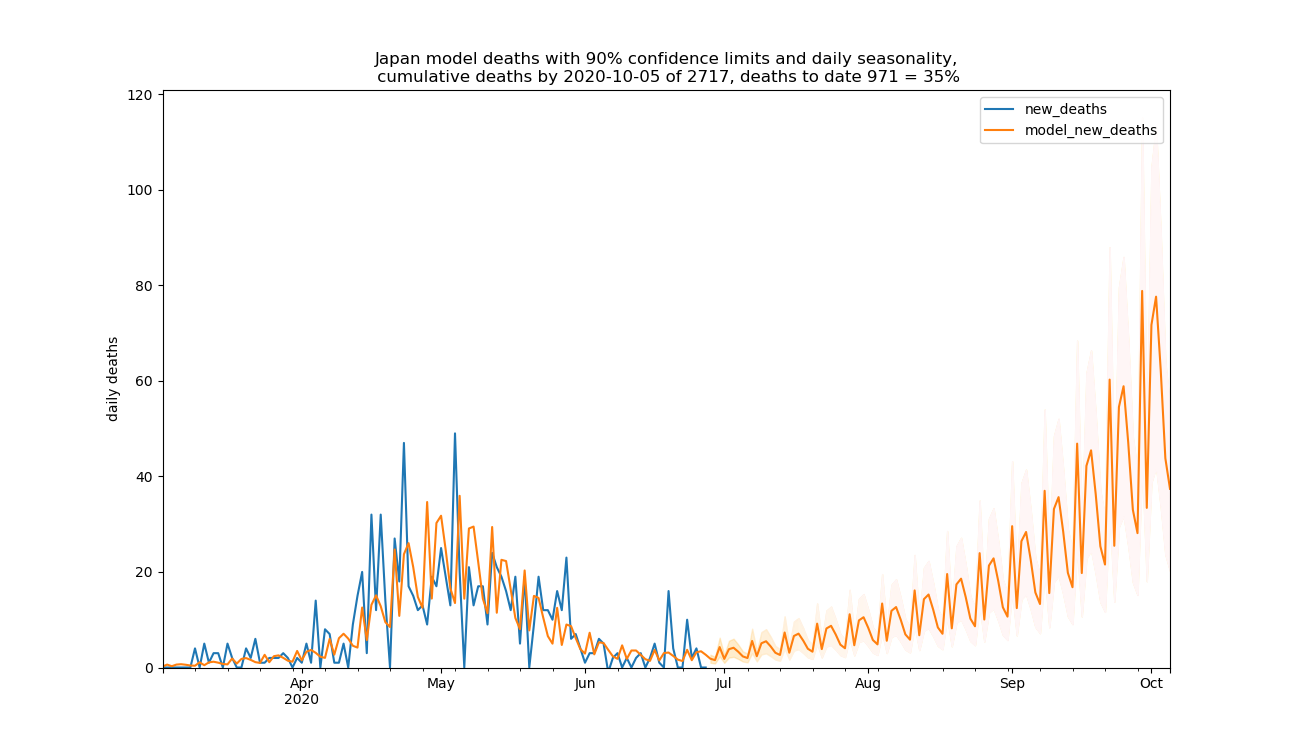 Japan model deaths with 90% confidence limits and daily seasonality,
cumulative deaths by 2020-10-05 of 2717, deaths to date 971 = 35%
new_deaths
model_new_deaths
daily deaths
120
100
80
60
40
20
0
Apr
2020
May
Jun
Jul
Aug
Sep
Oct